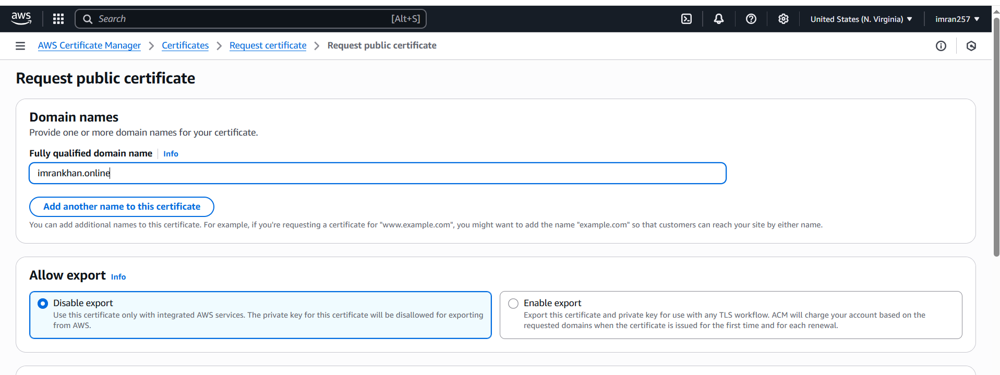 aws
Search
[Alt+S]
United States (N. Virginia)
imran257
AWS Certificate Manager
Certificates
Request certificate
Request public certificate
Request public certificate
Domain names
Provide one or more domain names for your certificate.
Fully qualified domain name
Info
imrankhan.online
Add another name to this certificate
You can add additional names to this certificate. For example, if you're requesting a certificate for "www.example.com", you might want to add the name "example.com" so that customers can reach your site by either name.
Allow export
Info
Disable export
Use this certificate only with integrated AWS services. The private key for this certificate will be disallowed for exporting
from AWS.
Enable export
Export this certificate and private key for use with any TLS workflow. ACM will charge your account based on the
requested domains when the certificate is issued for the first time and for each renewal.